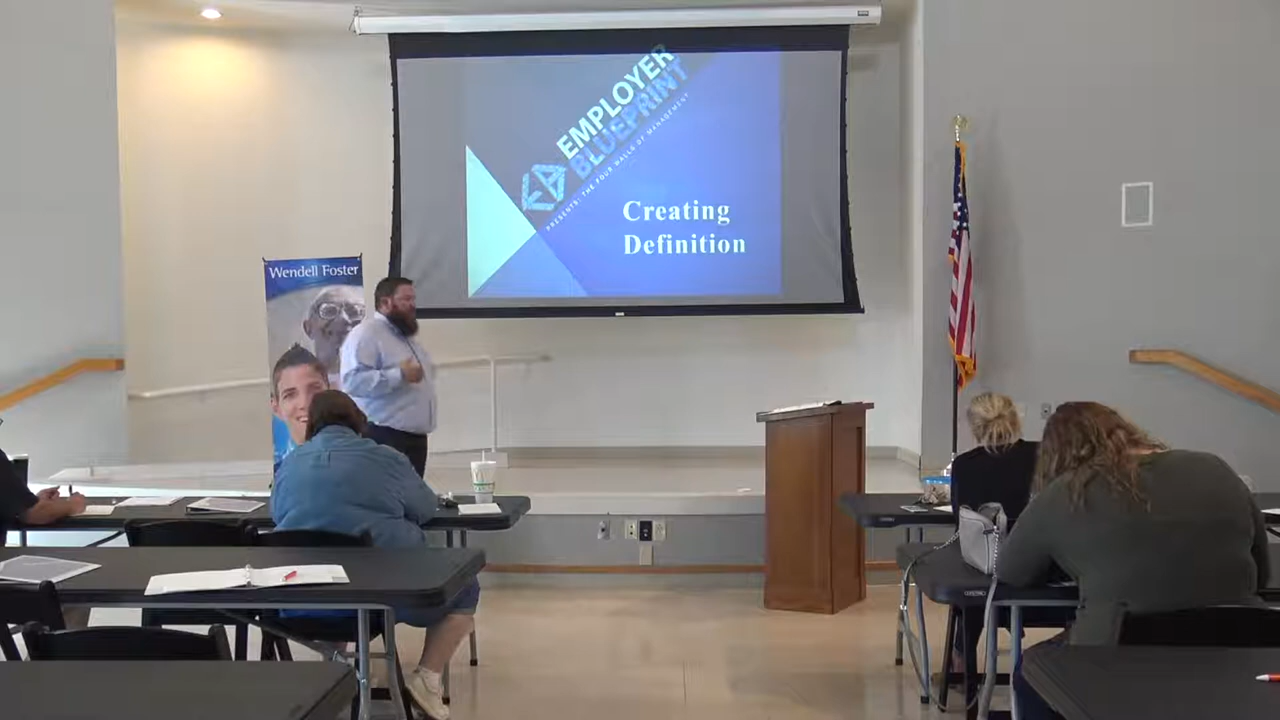 EMPLOYER
BLUEPRINT
PRESENTS: THE FOUR WALLS OF MANAGEMENT
Creating
Definition
Wendell Foster